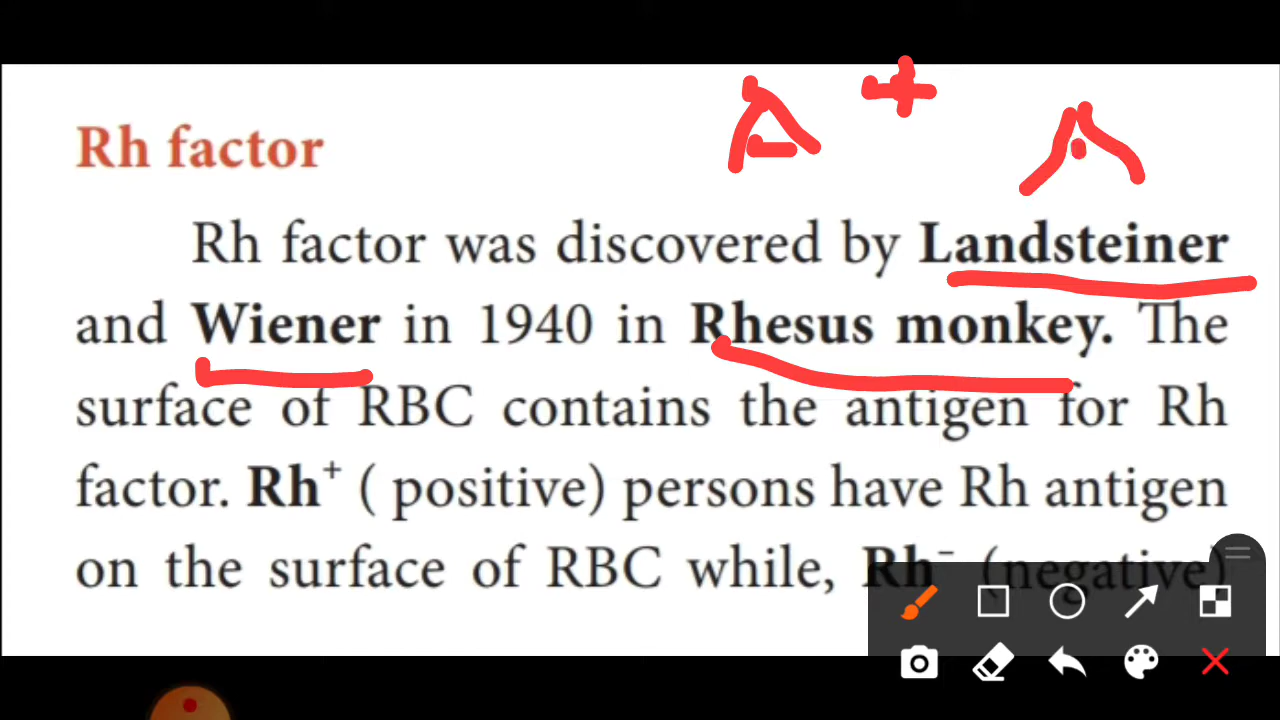 A +
A
Rh factor
Rh factor was discovered by Landsteiner
and Wiener in 1940 in Rhesus monkey. The
surface of RBC contains the antigen for Rh
factor. Rh⁺ ( positive) persons have Rh antigen
on the surface of RBC while, Rh⁻ (negative)